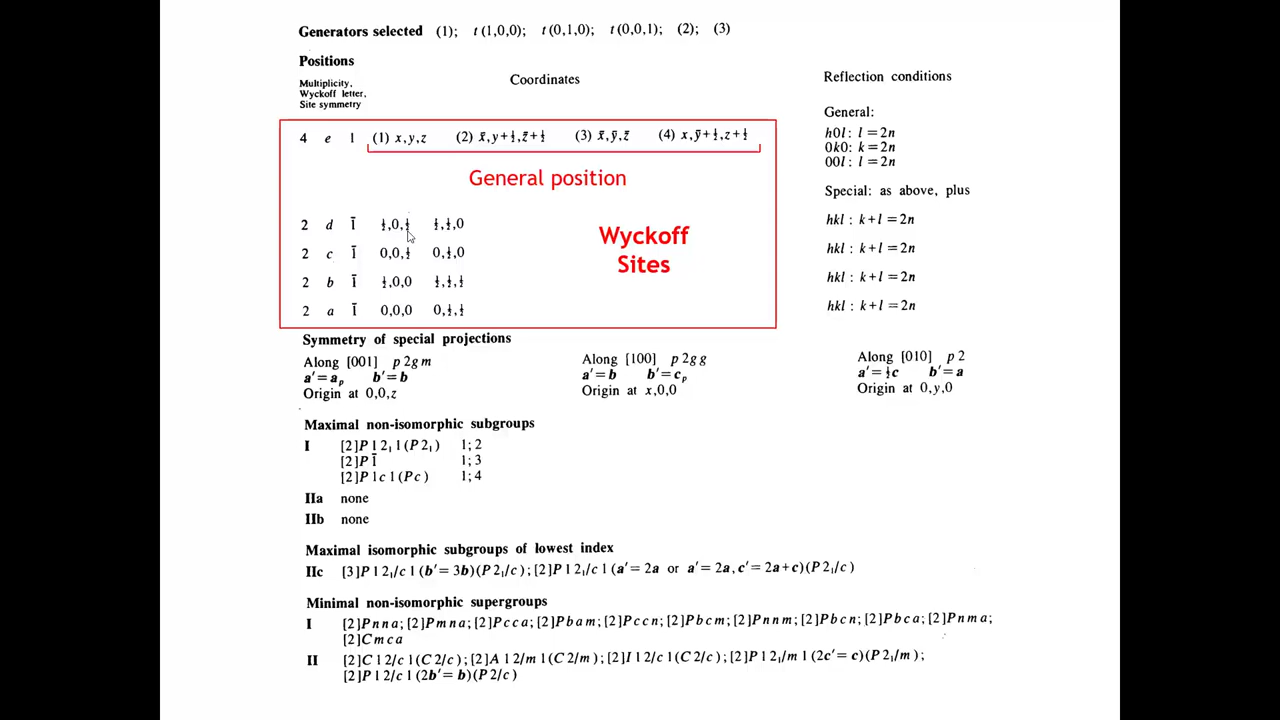 Generators selected (1); t(1,0,0); t(0,1,0); t(0,0,1); (2); (3)
Positions
Multiplicity,
Wyckoff letter,
Site symmetry
Coordinates
Reflection conditions
General:
4 e 1 (1) x,y,z (2) x̄,y+½,z̄+½ (3) x̄,ȳ,z̄ (4) x,ȳ+½,z+½
h0l: l=2n
0k0: k=2n
00l: l=2n
General position
Special: as above, plus
2 d 1̄ ½,0,½ ½,½,0
hkl: k+l=2n
2 c 1̄ 0,0,½ 0,½,0
hkl: k+l=2n
2 b 1̄ ½,0,0 ½,½,½
hkl: k+l=2n
2 a 1̄ 0,0,0 0,½,½
hkl: k+l=2n
Wyckoff
Sites
Symmetry of special projections
Along [001] p2gm
a'=aₚ b'=b
Origin at 0,0,z
Along [100] p2gg
a'=b b'=cₚ
Origin at x,0,0
Along [010] p2
a'=½c b'=a
Origin at 0,y,0
Maximal non-isomorphic subgroups
I [2]P12₁1(P2₁) 1;2
[2]P1̄ 1;3
[2]P1c1(Pc) 1;4
IIa none
IIb none
Maximal isomorphic subgroups of lowest index
IIc [3]P12₁/c1(b'=3b)(P2₁/c);[2]P12₁/c1(a'=2a or a'=2a,c'=2a+c)(P2₁/c)
Minimal non-isomorphic supergroups
I [2]Pnna;[2]Pmna;[2]Pcca;[2]Pbam;[2]Pccn;[2]Pbcm;[2]Pnnm;[2]Pbcn;[2]Pbca;[2]Pnma;
[2]Cmca
II [2]C12/c1(C2/c);[2]A12/m1(C2/m);[2]I12/c1(C2/c);[2]P12₁/m1(2c'=c)(P2₁/m);
[2]P12/c1(2b'=b)(P2/c)